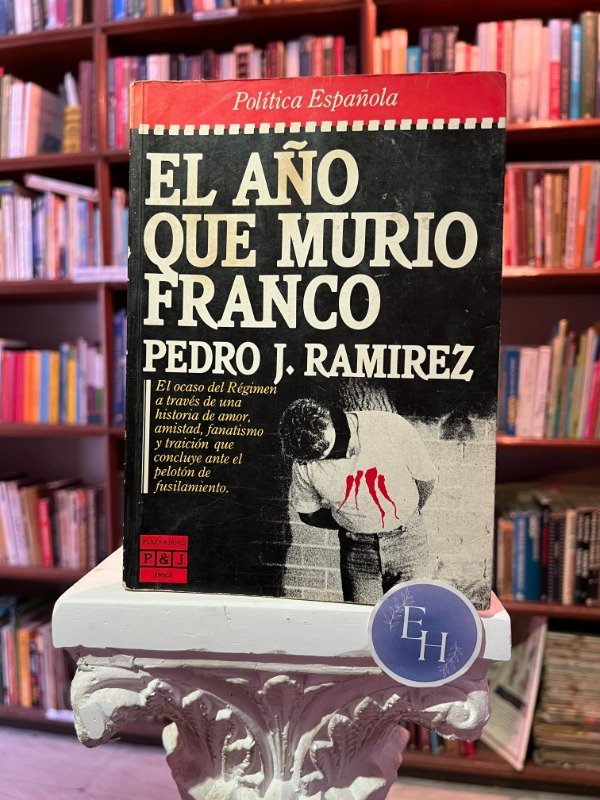 Política Española
EL AÑO
QUE MURIO
FRANCO
PEDRO J. RAMIREZ
El ocaso del Régimen
a través de una
historia de amor,
amistad, fanatismo
y traición que
concluye ante el
pelotón de
fusilamiento.
PLAZA & JANES
P & J
EPOCA
EH